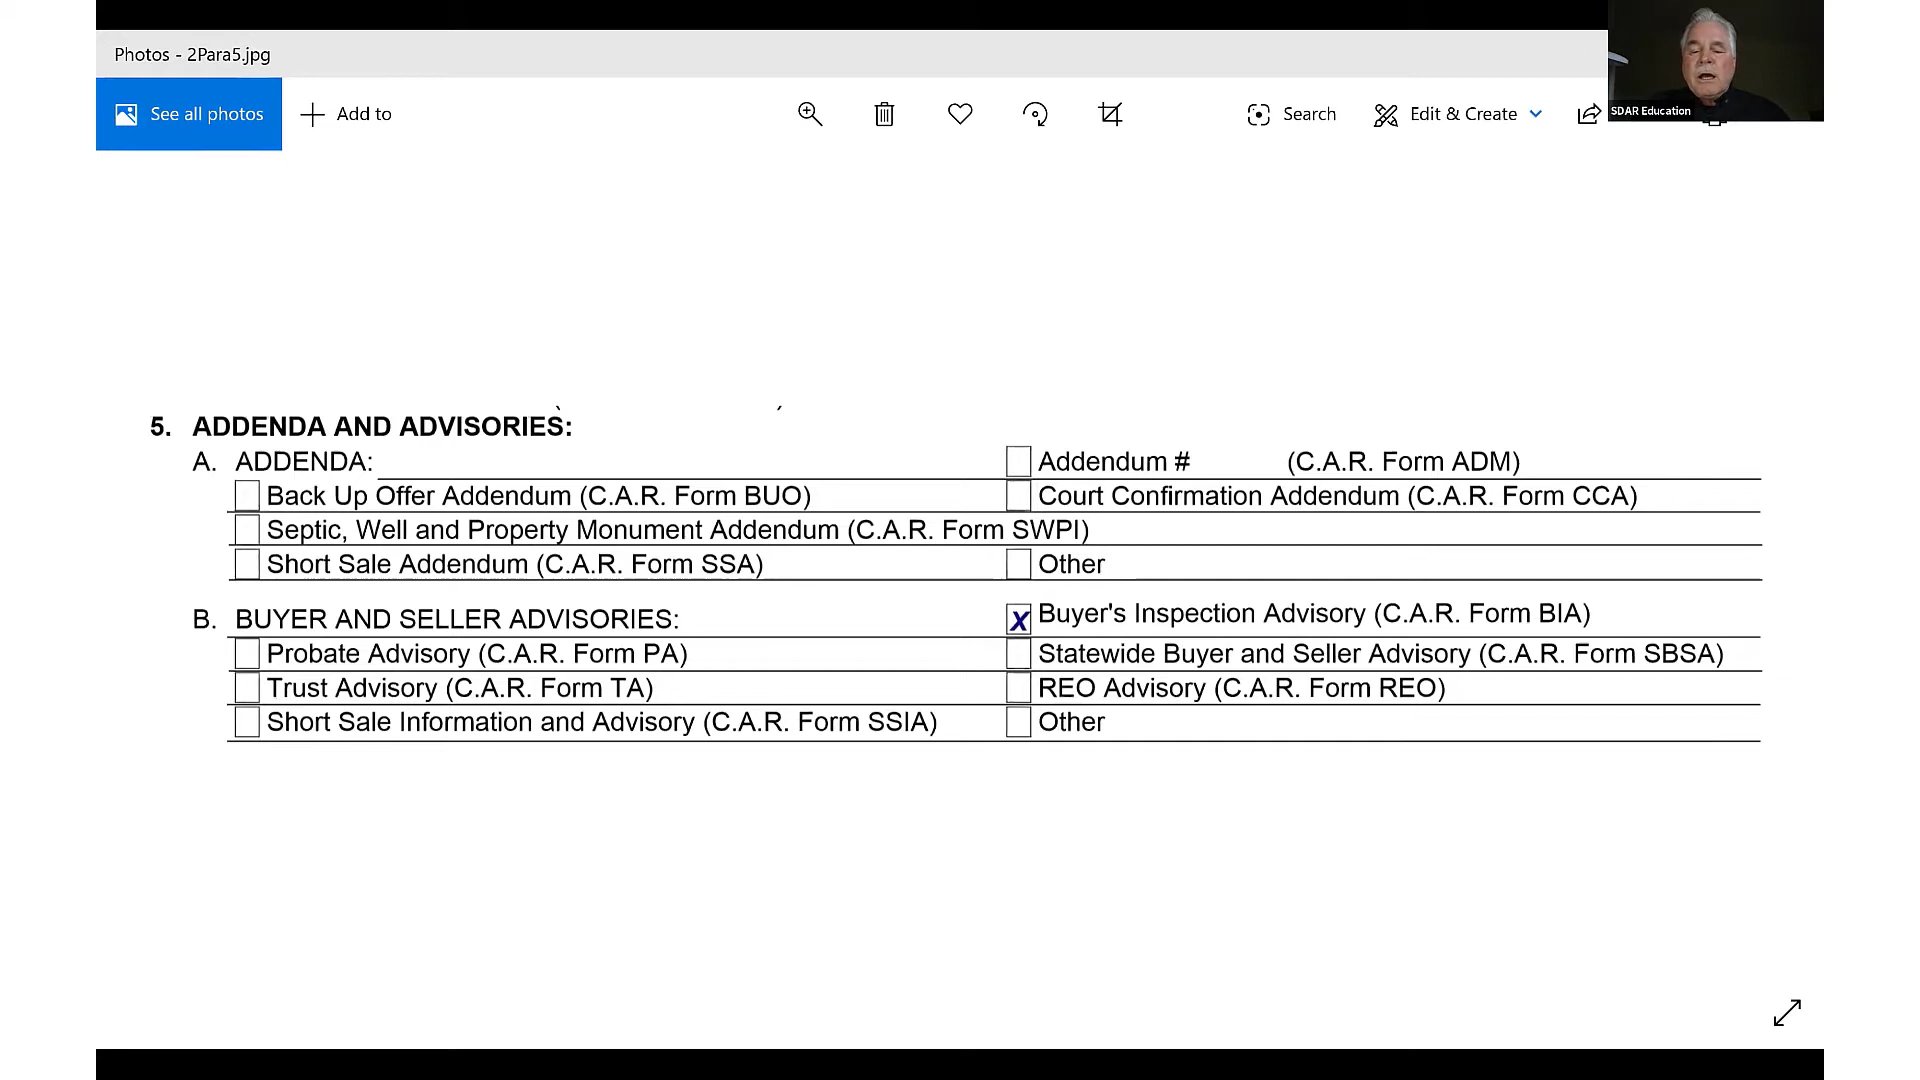 Photos - 2Para5.jpg
See all photos
Add to
Search
Edit & Create
SDAR Education
5. ADDENDA AND ADVISORIES:
A. ADDENDA: Addendum # (C.A.R. Form ADM)
Back Up Offer Addendum (C.A.R. Form BUO) Court Confirmation Addendum (C.A.R. Form CCA)
Septic, Well and Property Monument Addendum (C.A.R. Form SWPI)
Short Sale Addendum (C.A.R. Form SSA) Other
B. BUYER AND SELLER ADVISORIES: X Buyer's Inspection Advisory (C.A.R. Form BIA)
Probate Advisory (C.A.R. Form PA) Statewide Buyer and Seller Advisory (C.A.R. Form SBSA)
Trust Advisory (C.A.R. Form TA) REO Advisory (C.A.R. Form REO)
Short Sale Information and Advisory (C.A.R. Form SSIA) Other